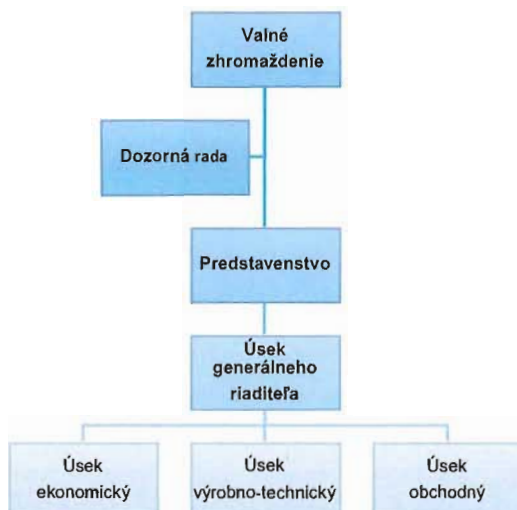 Valné
zhromaždenie
Dozorná rada
Predstavenstvo
Úsek
generálneho
riaditeľa
Úsek
ekonomický
Úsek
výrobno-technický
Úsek
obchodný